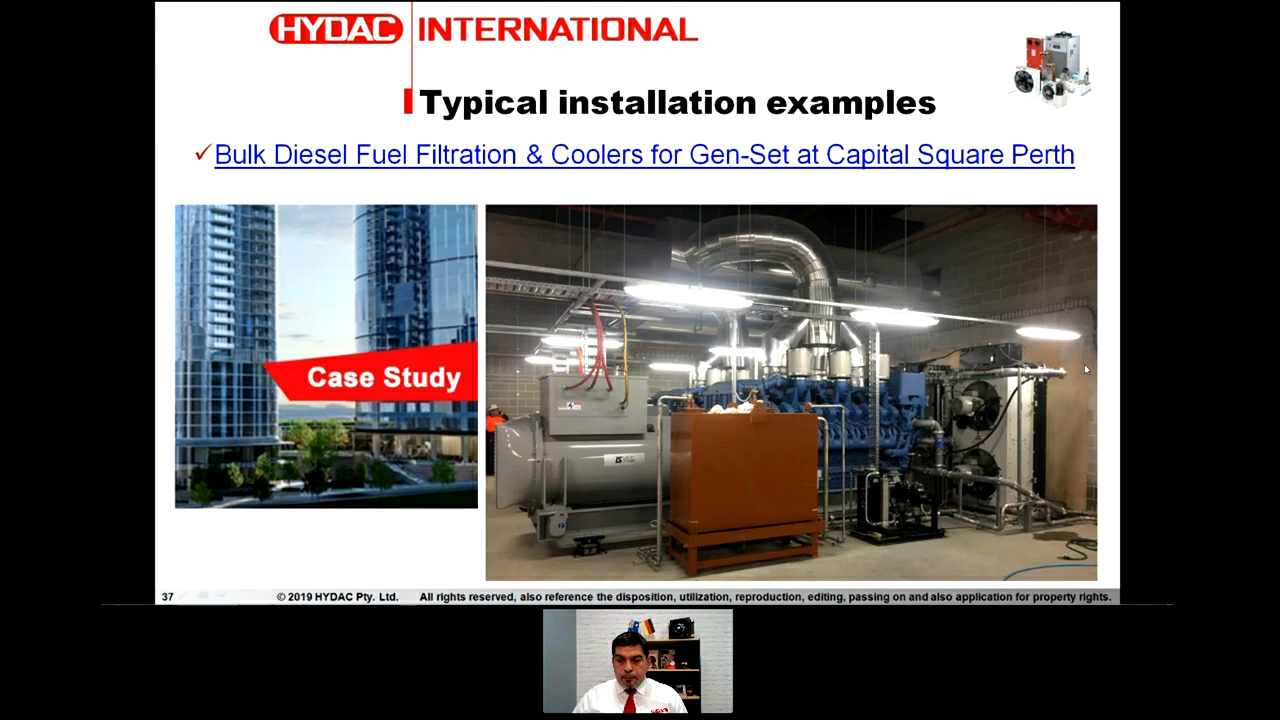 HYDAC INTERNATIONAL
Typical installation examples
Bulk Diesel Fuel Filtration & Coolers for Gen-Set at Capital Square Perth
Case Study
37 © 2019 HYDAC Pty. Ltd. All rights reserved, also reference the disposition, utilization, reproduction, editing, passing on and also application for property rights.